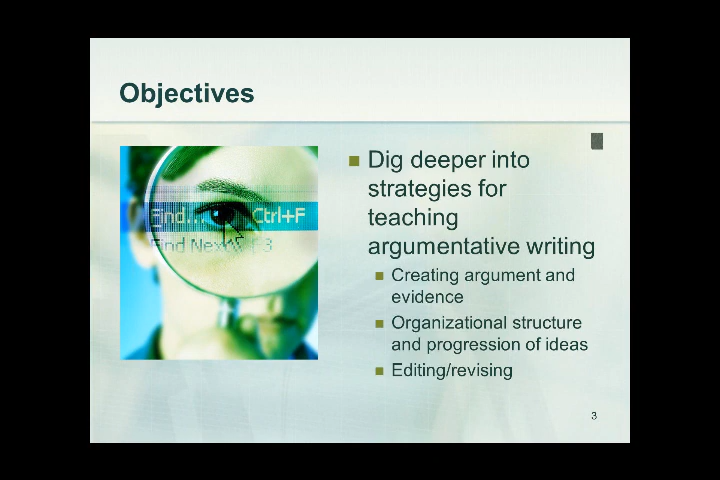 Objectives
Find... Ctrl+F
Find Next
Dig deeper into
strategies for
teaching
argumentative writing
Creating argument and
evidence
Organizational structure
and progression of ideas
Editing/revising
3